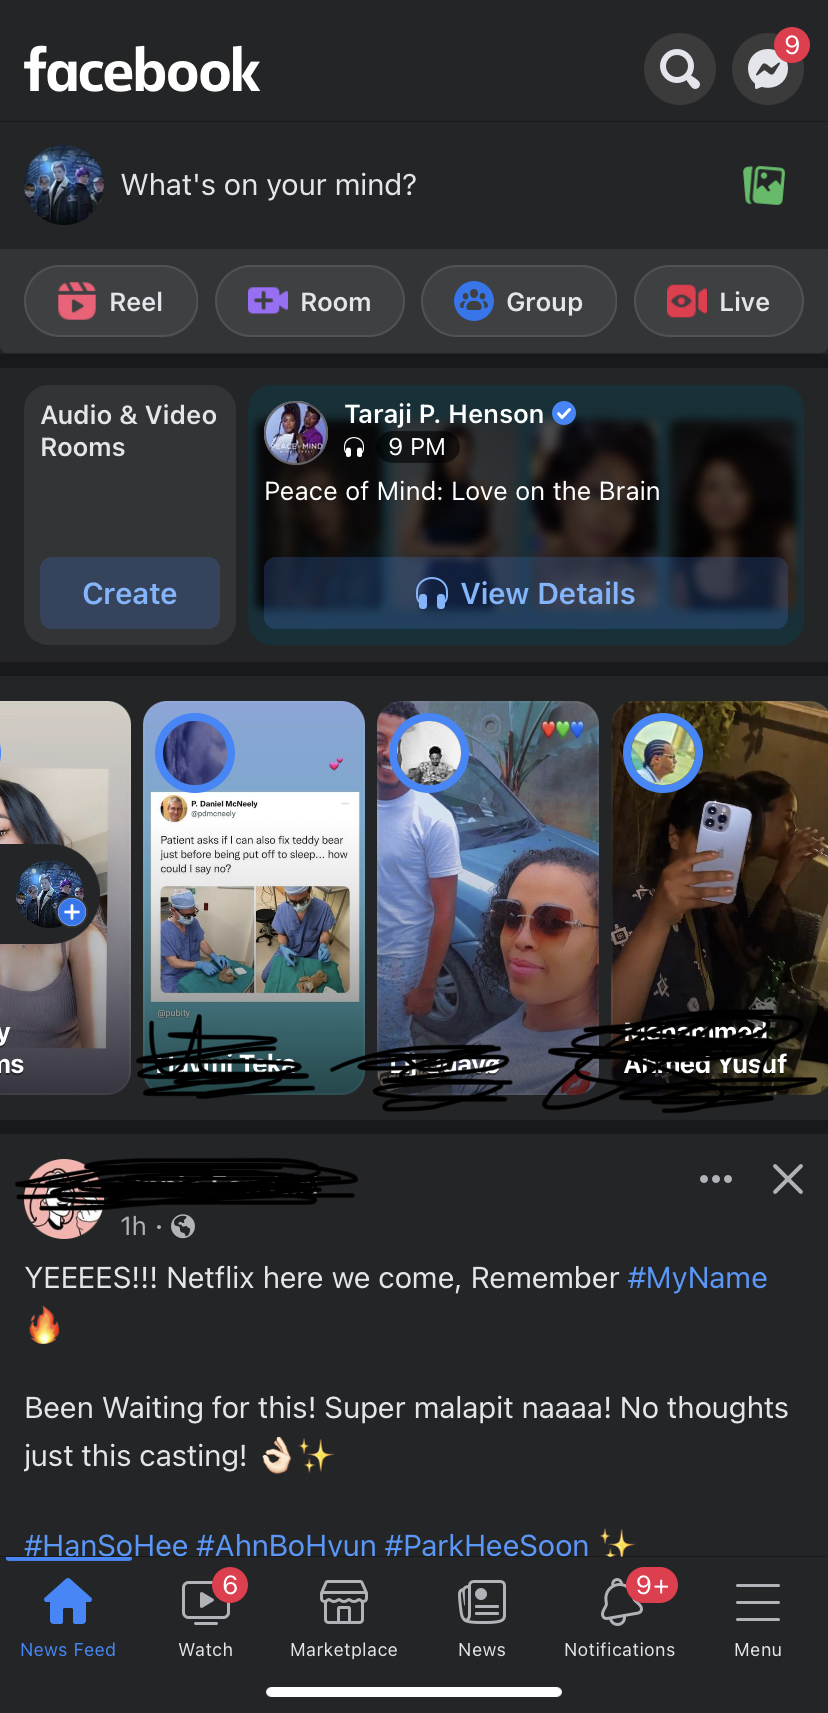 facebook
9
What's on your mind?
Reel
Room
Group
Live
Audio & Video
Rooms
Create
Taraji P. Henson
9 PM
Peace of Mind: Love on the Brain
View Details
P. Daniel McNeely
@pdmcneely
Patient asks if I can also fix teddy bear
just before being put off to sleep... how
could I say no?
@pubity
y
ms
Teka
Mohammed
Ahmed Yusuf
1h ·
YEEEES!!! Netflix here we come, Remember #MyName
🔥
Been Waiting for this! Super malapit naaaa! No thoughts
just this casting! 👌🏻✨
#HanSoHee #AhnBoHyun #ParkHeeSoon ✨
6
9+
News Feed
Watch
Marketplace
News
Notifications
Menu